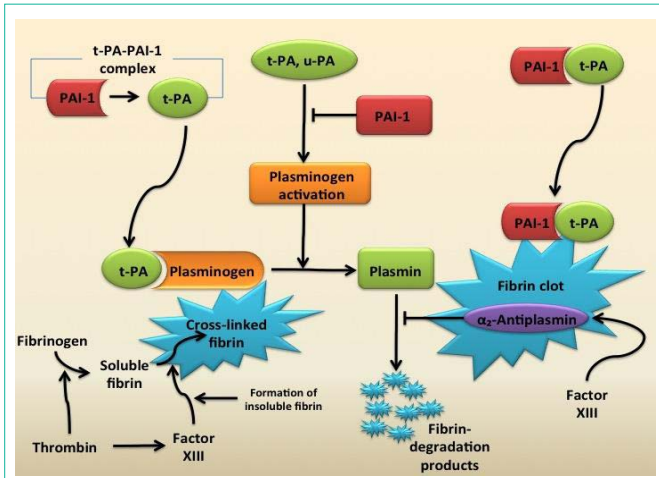 t-PA-PAI-1
complex
PAI-1
t-PA
t-PA, u-PA
PAI-1
PAI-1
t-PA
Plasminogen
activation
PAI-1
t-PA
t-PA
Plasminogen
Plasmin
Fibrin clot
α₂-Antiplasmin
Cross-linked
fibrin
Fibrinogen
Soluble
fibrin
Formation of
insoluble fibrin
Factor
XIII
Thrombin
Factor
XIII
Fibrin-
degradation
products